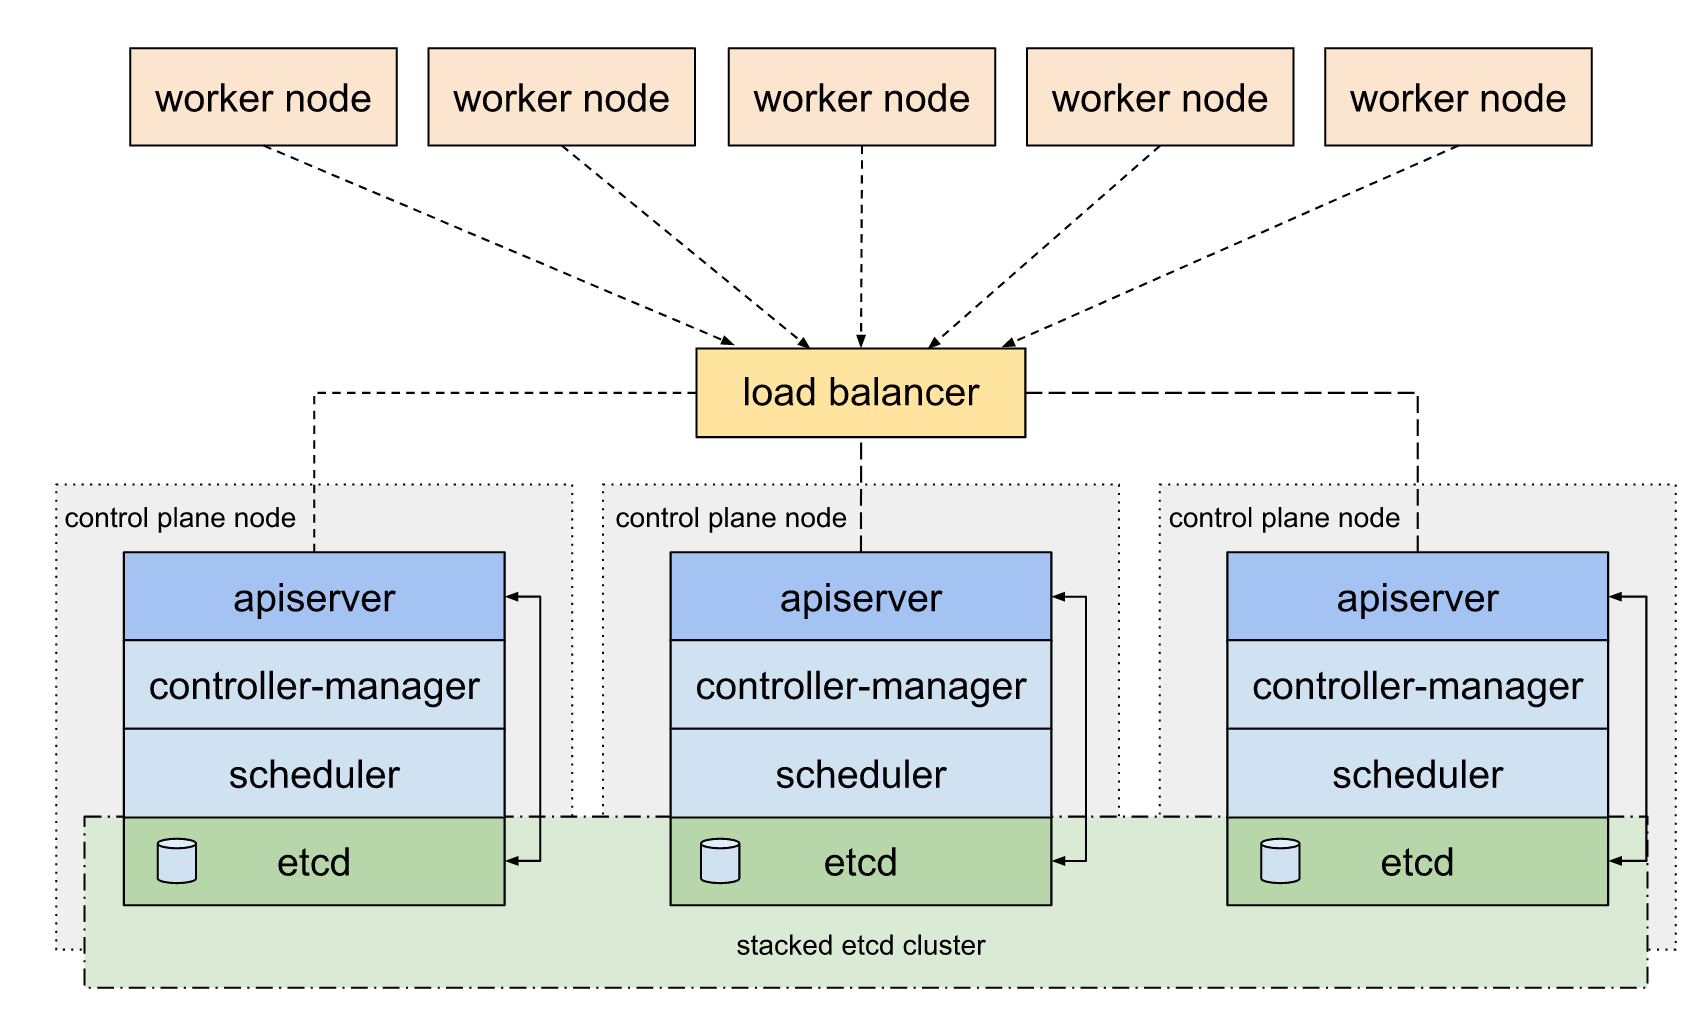 worker node
worker node
worker node
worker node
worker node
load balancer
control plane node
control plane node
control plane node
apiserver
apiserver
apiserver
controller-manager
controller-manager
controller-manager
scheduler
scheduler
scheduler
etcd
etcd
etcd
stacked etcd cluster